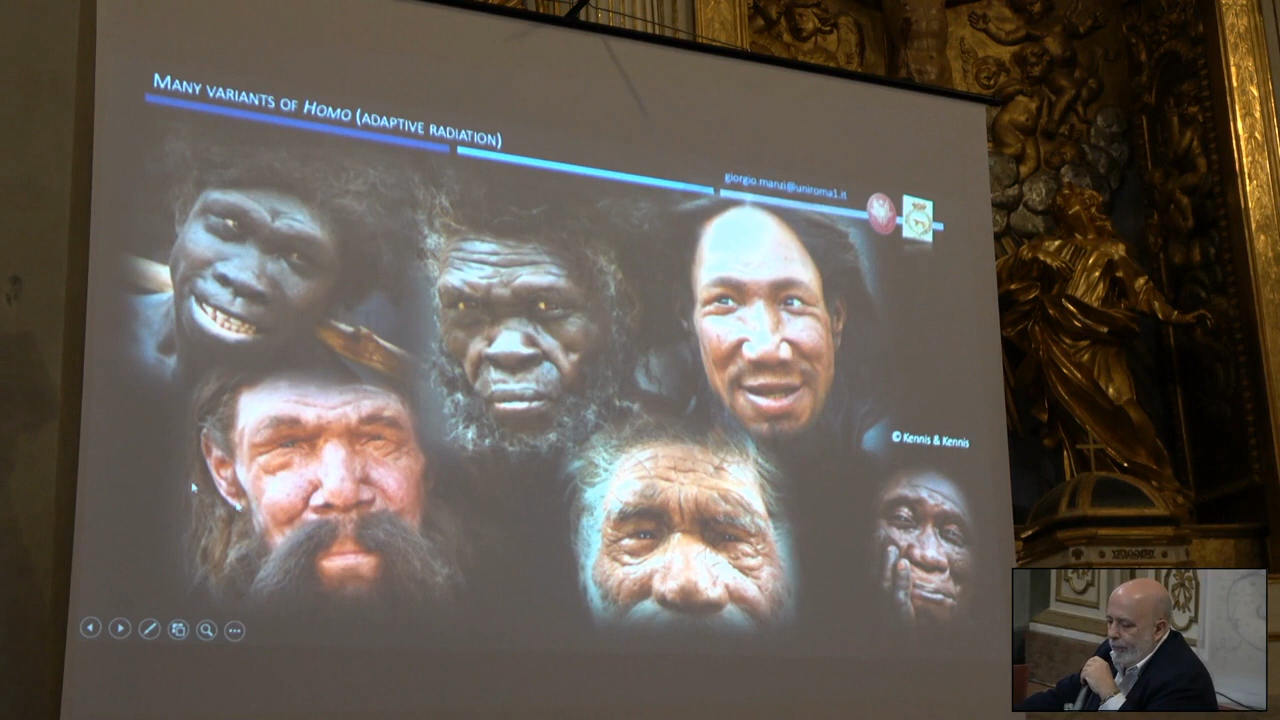 MANY VARIANTS OF HOMO (ADAPTIVE RADIATION)
giorgio.manzi@uniroma1.it
© Kennis & Kennis